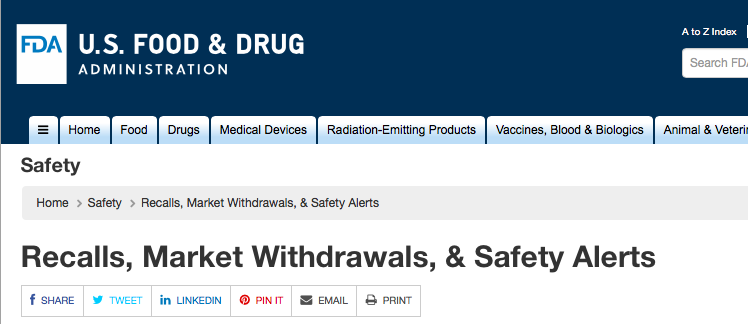 FDA
U.S. FOOD & DRUG
ADMINISTRATION
A to Z Index
Search FDA
Home Food Drugs Medical Devices Radiation-Emitting Products Vaccines, Blood & Biologics Animal &
Safety
Home > Safety > Recalls, Market Withdrawals, & Safety Alerts
Recalls, Market Withdrawals, & Safety Alerts
f SHARE TWEET in LINKEDIN PIN IT EMAIL PRINT